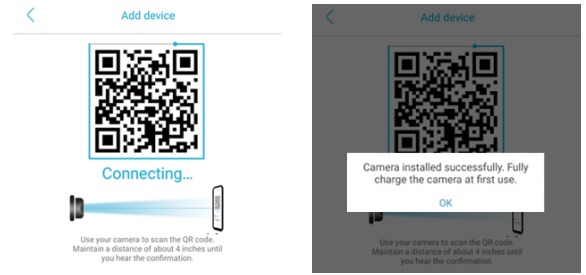 Add device
Connecting...
Use your camera to scan the QR code.
Maintain a distance of about 4 inches until
you hear the confirmation.
Add device
Camera installed successfully. Fully
charge the camera at first use.
OK
Use your camera to scan the QR code.
Maintain a distance of about 4 inches until
you hear the confirmation.